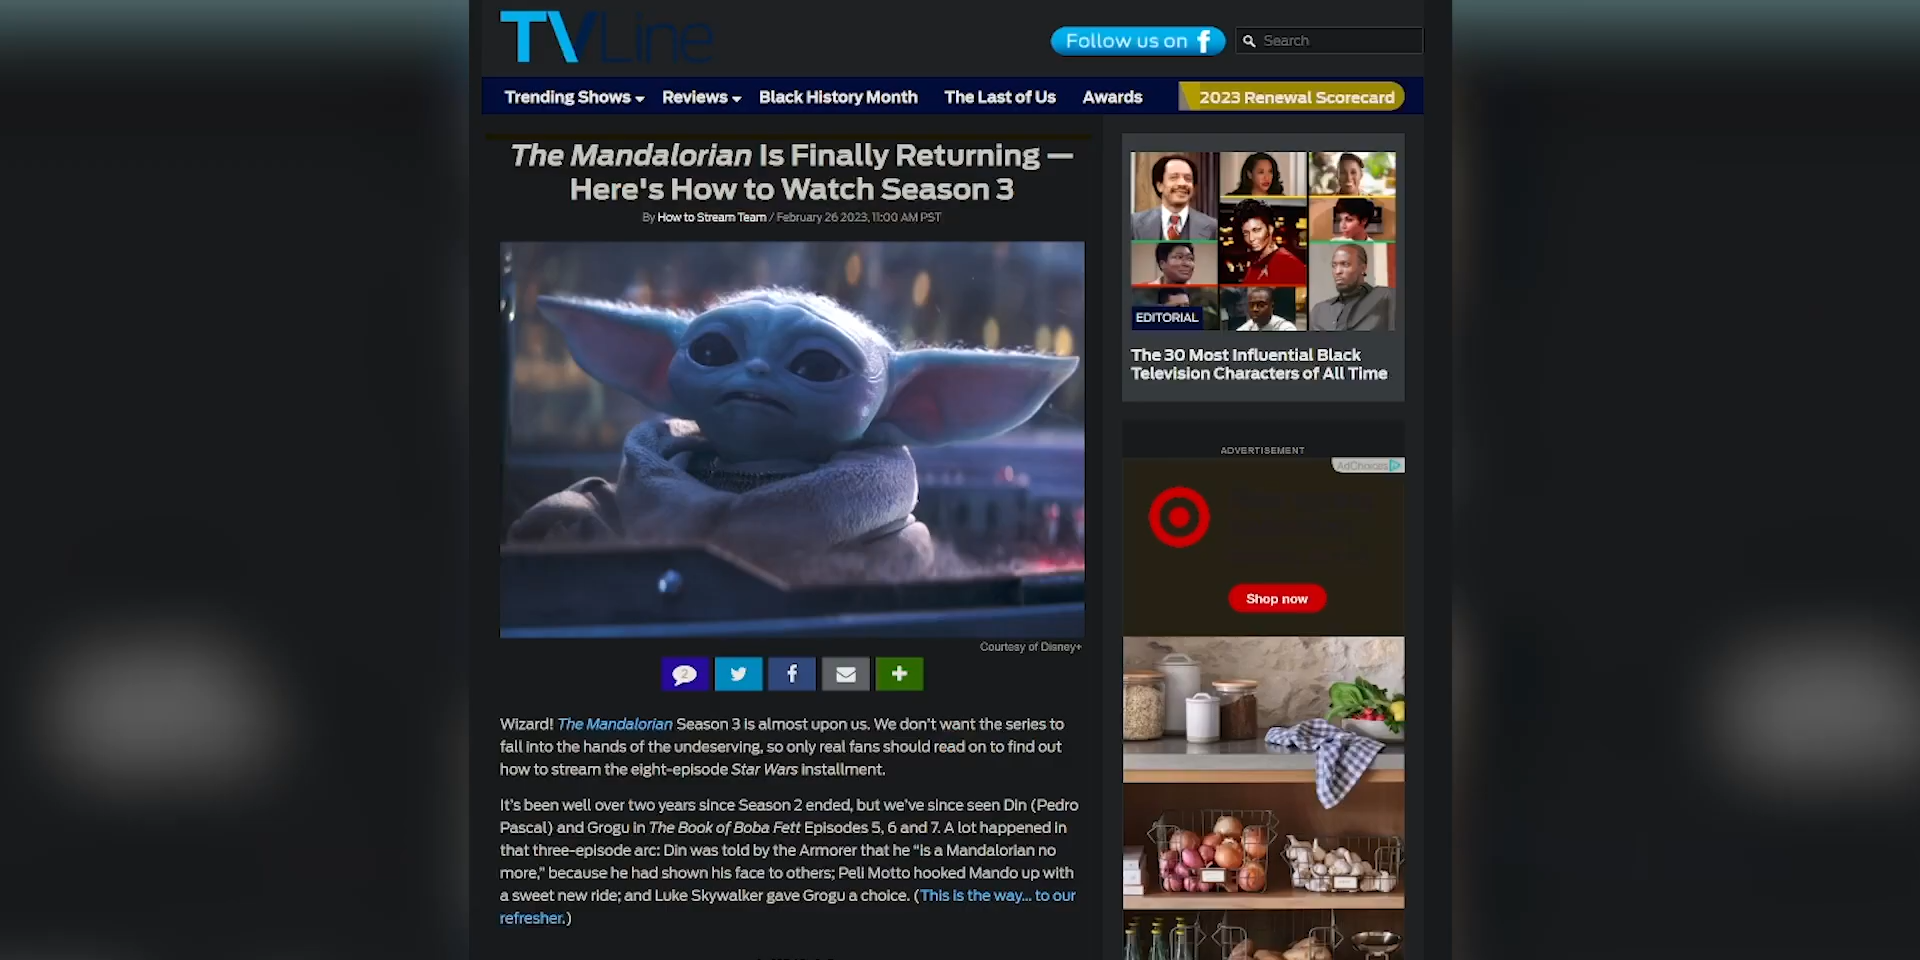 TVLine
Follow us on f
Search
Trending Shows Reviews Black History Month The Last of Us Awards 2023 Renewal Scorecard
The Mandalorian Is Finally Returning —
Here's How to Watch Season 3
By How to Stream Team / February 26 2023, 11:00 AM PST
Courtesy of Disney+
2
Wizard! The Mandalorian Season 3 is almost upon us. We don't want the series to
fall into the hands of the undeserving, so only real fans should read on to find out
how to stream the eight-episode Star Wars installment.
It's been well over two years since Season 2 ended, but we've since seen Din (Pedro
Pascal) and Grogu in The Book of Boba Fett Episodes 5, 6 and 7. A lot happened in
that three-episode arc: Din was told by the Armorer that he “is a Mandalorian no
more,” because he had shown his face to others; Peli Motto hooked Mando up with
a sweet new ride; and Luke Skywalker gave Grogu a choice. (This is the way... to our
refresher.)
EDITORIAL
The 30 Most Influential Black
Television Characters of All Time
ADVERTISEMENT
AdChoices
Shop now